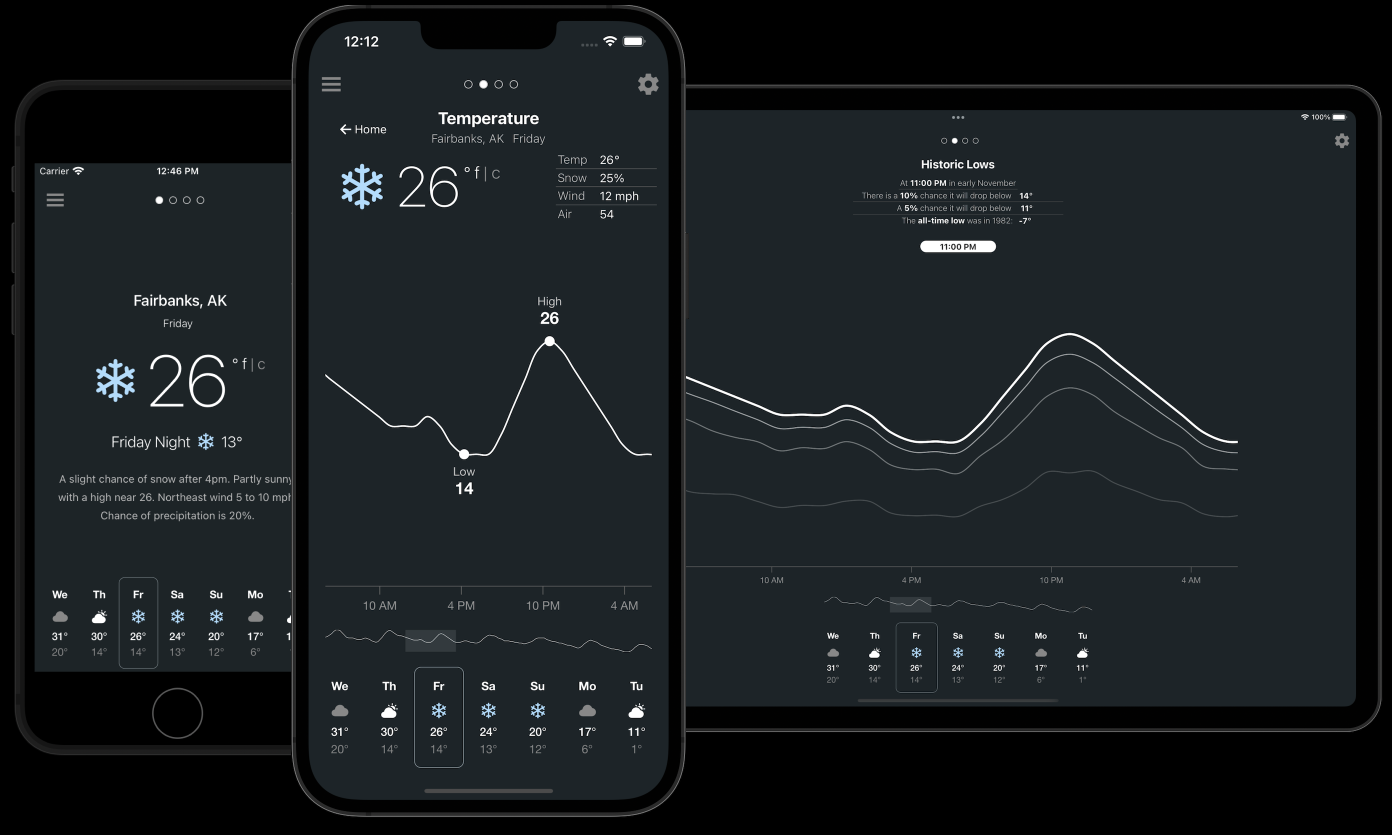 Carrier
12:46 PM
Fairbanks, AK
Friday
26 ° f | c
Friday Night 13°
A slight chance of snow after 4pm. Partly sunny
with a high near 26. Northeast wind 5 to 10 mph
Chance of precipitation is 20%.
We Th Fr Sa Su Mo
31° 30° 26° 24° 20° 17°
20° 14° 14° 13° 12° 6°
12:12
Temperature
← Home
Fairbanks, AK Friday
26 ° f | c
Temp 26°
Snow 25%
Wind 12 mph
Air 54
High
26
Low
14
10 AM 4 PM 10 PM 4 AM
We Th Fr Sa Su Mo Tu
31° 30° 26° 24° 20° 17° 11°
20° 14° 14° 13° 12° 6° 1°
100%
Historic Lows
At 11:00 PM in early November
There is a 10% chance it will drop below 14°
A 5% chance it will drop below 11°
The all-time low was in 1982: -7°
11:00 PM
10 AM 4 PM 10 PM 4 AM
We Th Fr Sa Su Mo Tu
31° 30° 26° 24° 20° 17° 11°
20° 14° 14° 13° 12° 6° 1°